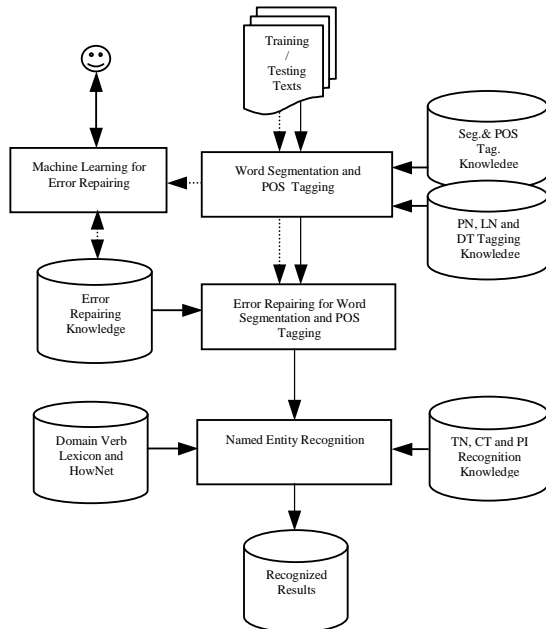 Training
/
Testing
Texts
Seg.& POS
Tag.
Knowledge
Machine Learning for
Error Repairing
Word Segmentation and
POS Tagging
PN, LN and
DT Tagging
Knowledge
Error
Repairing
Knowledge
Error Repairing for Word
Segmentation and POS
Tagging
Domain Verb
Lexicon and
HowNet
Named Entity Recognition
TN, CT and PI
Recognition
Knowledge
Recognized
Results